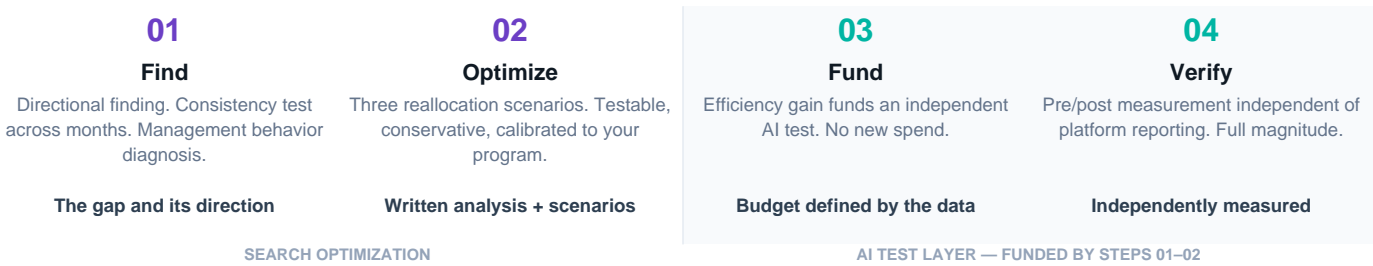 01
Find
Directional finding. Consistency test
across months. Management behavior
diagnosis.
The gap and its direction
02
Optimize
Three reallocation scenarios. Testable,
conservative, calibrated to your
program.
Written analysis + scenarios
SEARCH OPTIMIZATION
03
Fund
Efficiency gain funds an independent
AI test. No new spend.
Budget defined by the data
04
Verify
Pre/post measurement independent of
platform reporting. Full magnitude.
Independently measured
AI TEST LAYER — FUNDED BY STEPS 01–02